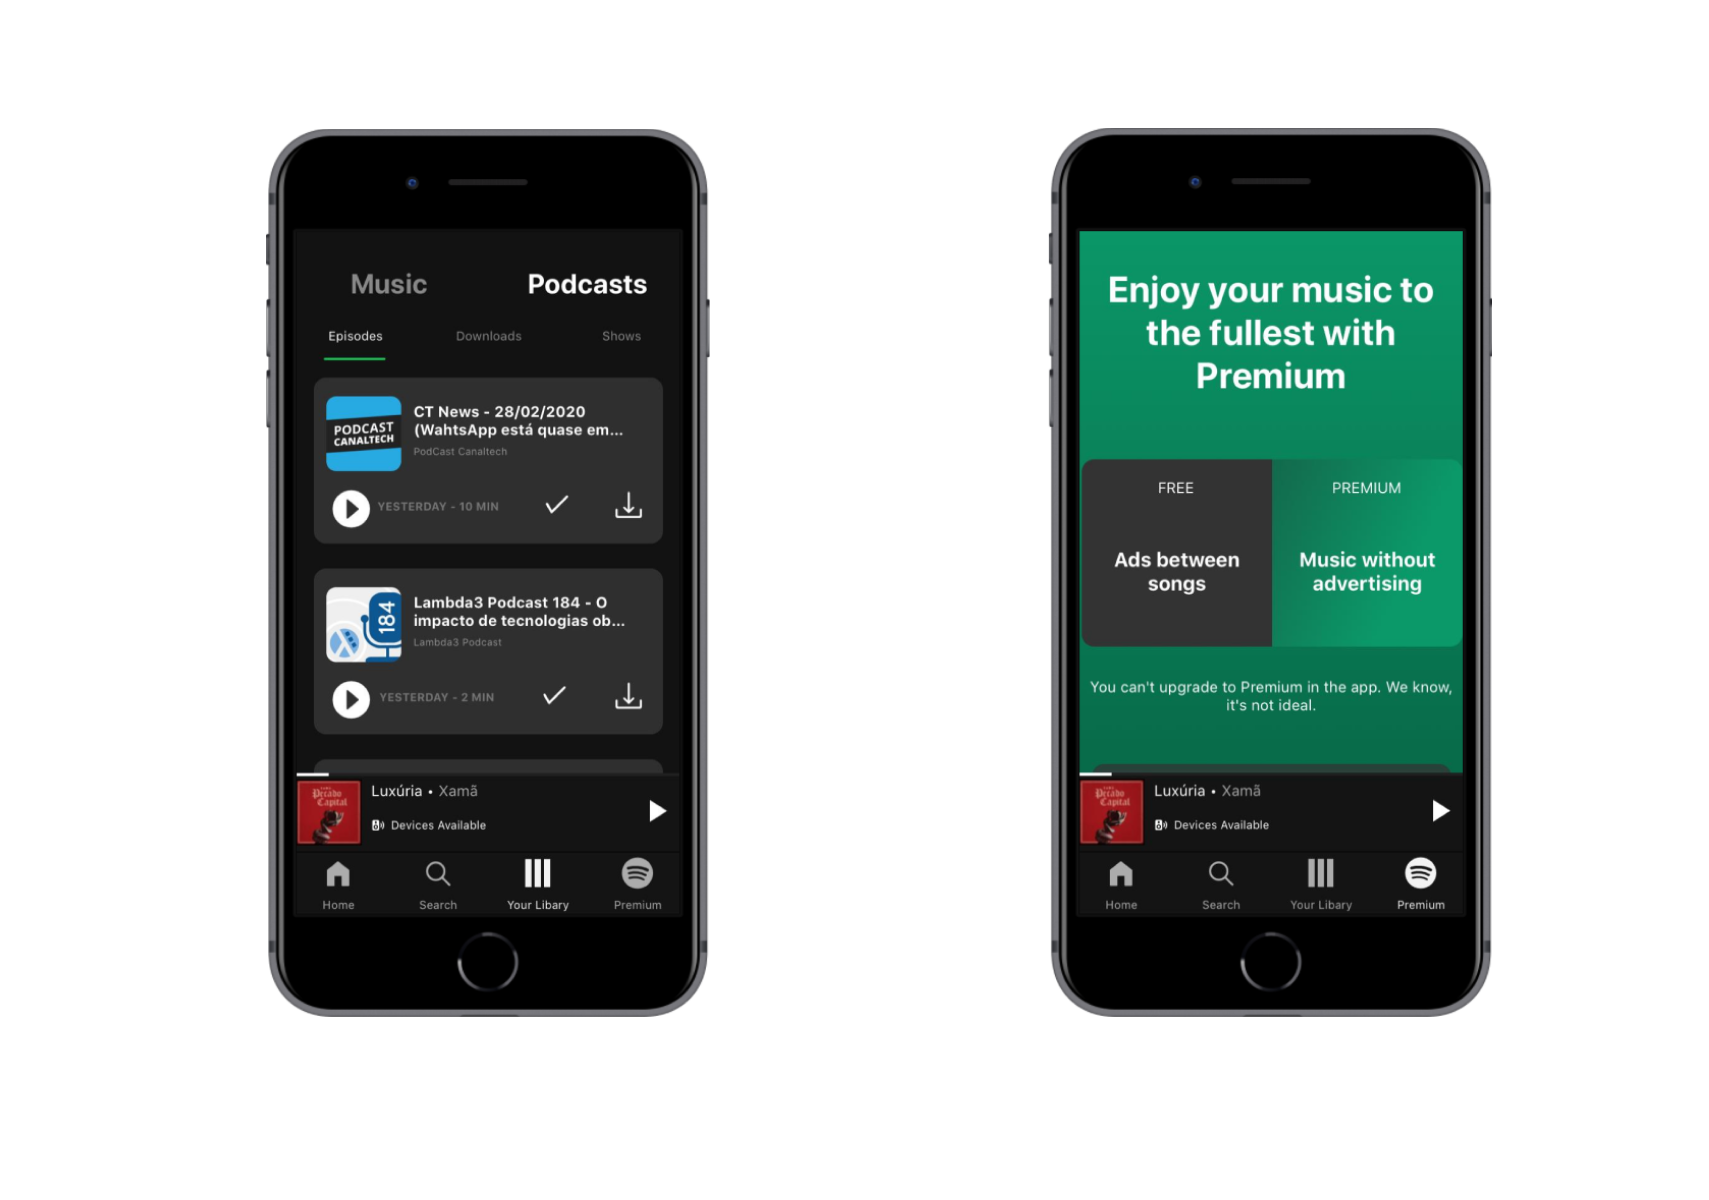 Music Podcasts
Episodes Downloads Shows
PODCAST
CANALTECH
CT News - 28/02/2020
(WahtsApp está quase em...
PodCast Canaltech
YESTERDAY - 10 MIN
184
Lambda3 Podcast 184 - O
impacto de tecnologias ob...
Lambda3 Podcast
YESTERDAY - 2 MIN
Pecado
Capital
Luxúria • Xamã
Devices Available
Home Search Your Libary Premium
Enjoy your music to
the fullest with
Premium
FREE PREMIUM
Ads between
songs
Music without
advertising
You can't upgrade to Premium in the app. We know,
it's not ideal.
Pecado
Capital
Luxúria • Xamã
Devices Available
Home Search Your Libary Premium